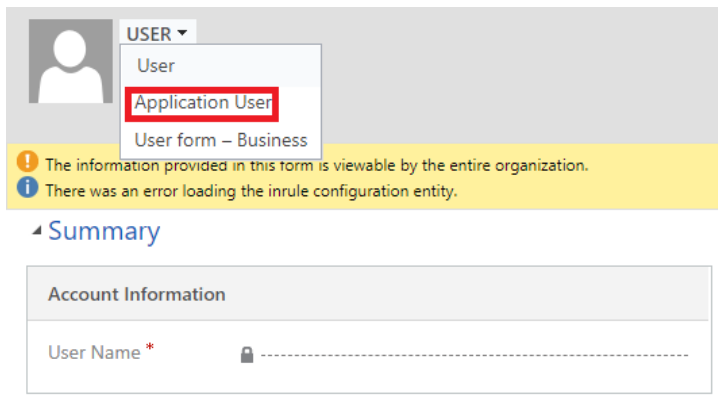 USER
User
Application User
User form – Business
The information provided in this form is viewable by the entire organization.
There was an error loading the inrule configuration entity.
Summary
Account Information
User Name *